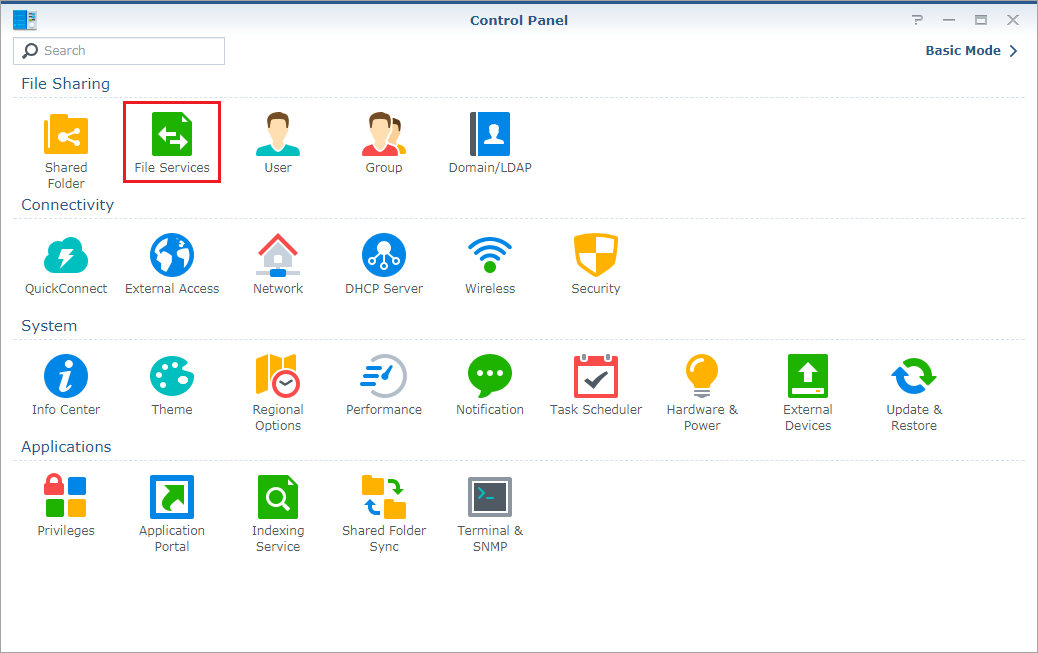 Control Panel
Search
Basic Mode
File Sharing
Shared
Folder
File Services
User
Group
Domain/LDAP
Connectivity
QuickConnect
External Access
Network
DHCP Server
Wireless
Security
System
Info Center
Theme
Regional
Options
Performance
Notification
Task Scheduler
Hardware &
Power
External
Devices
Update &
Restore
Applications
Privileges
Application
Portal
Indexing
Service
Shared Folder
Sync
Terminal &
SNMP